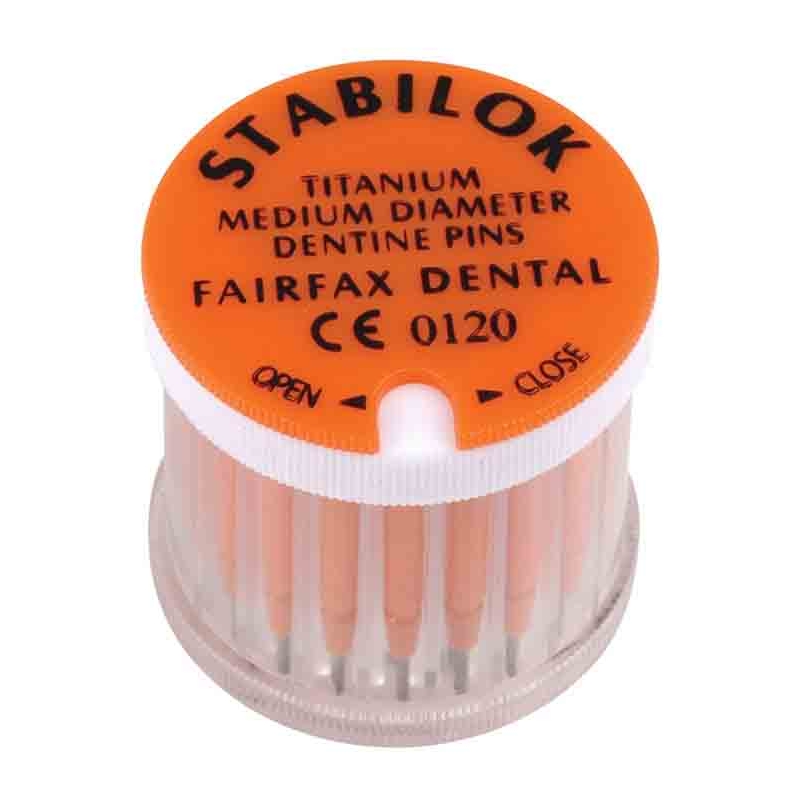 STABILOK
TITANIUM
MEDIUM DIAMETER
DENTINE PINS
FAIRFAX DENTAL
CE 0120
OPEN ◄ ► CLOSE